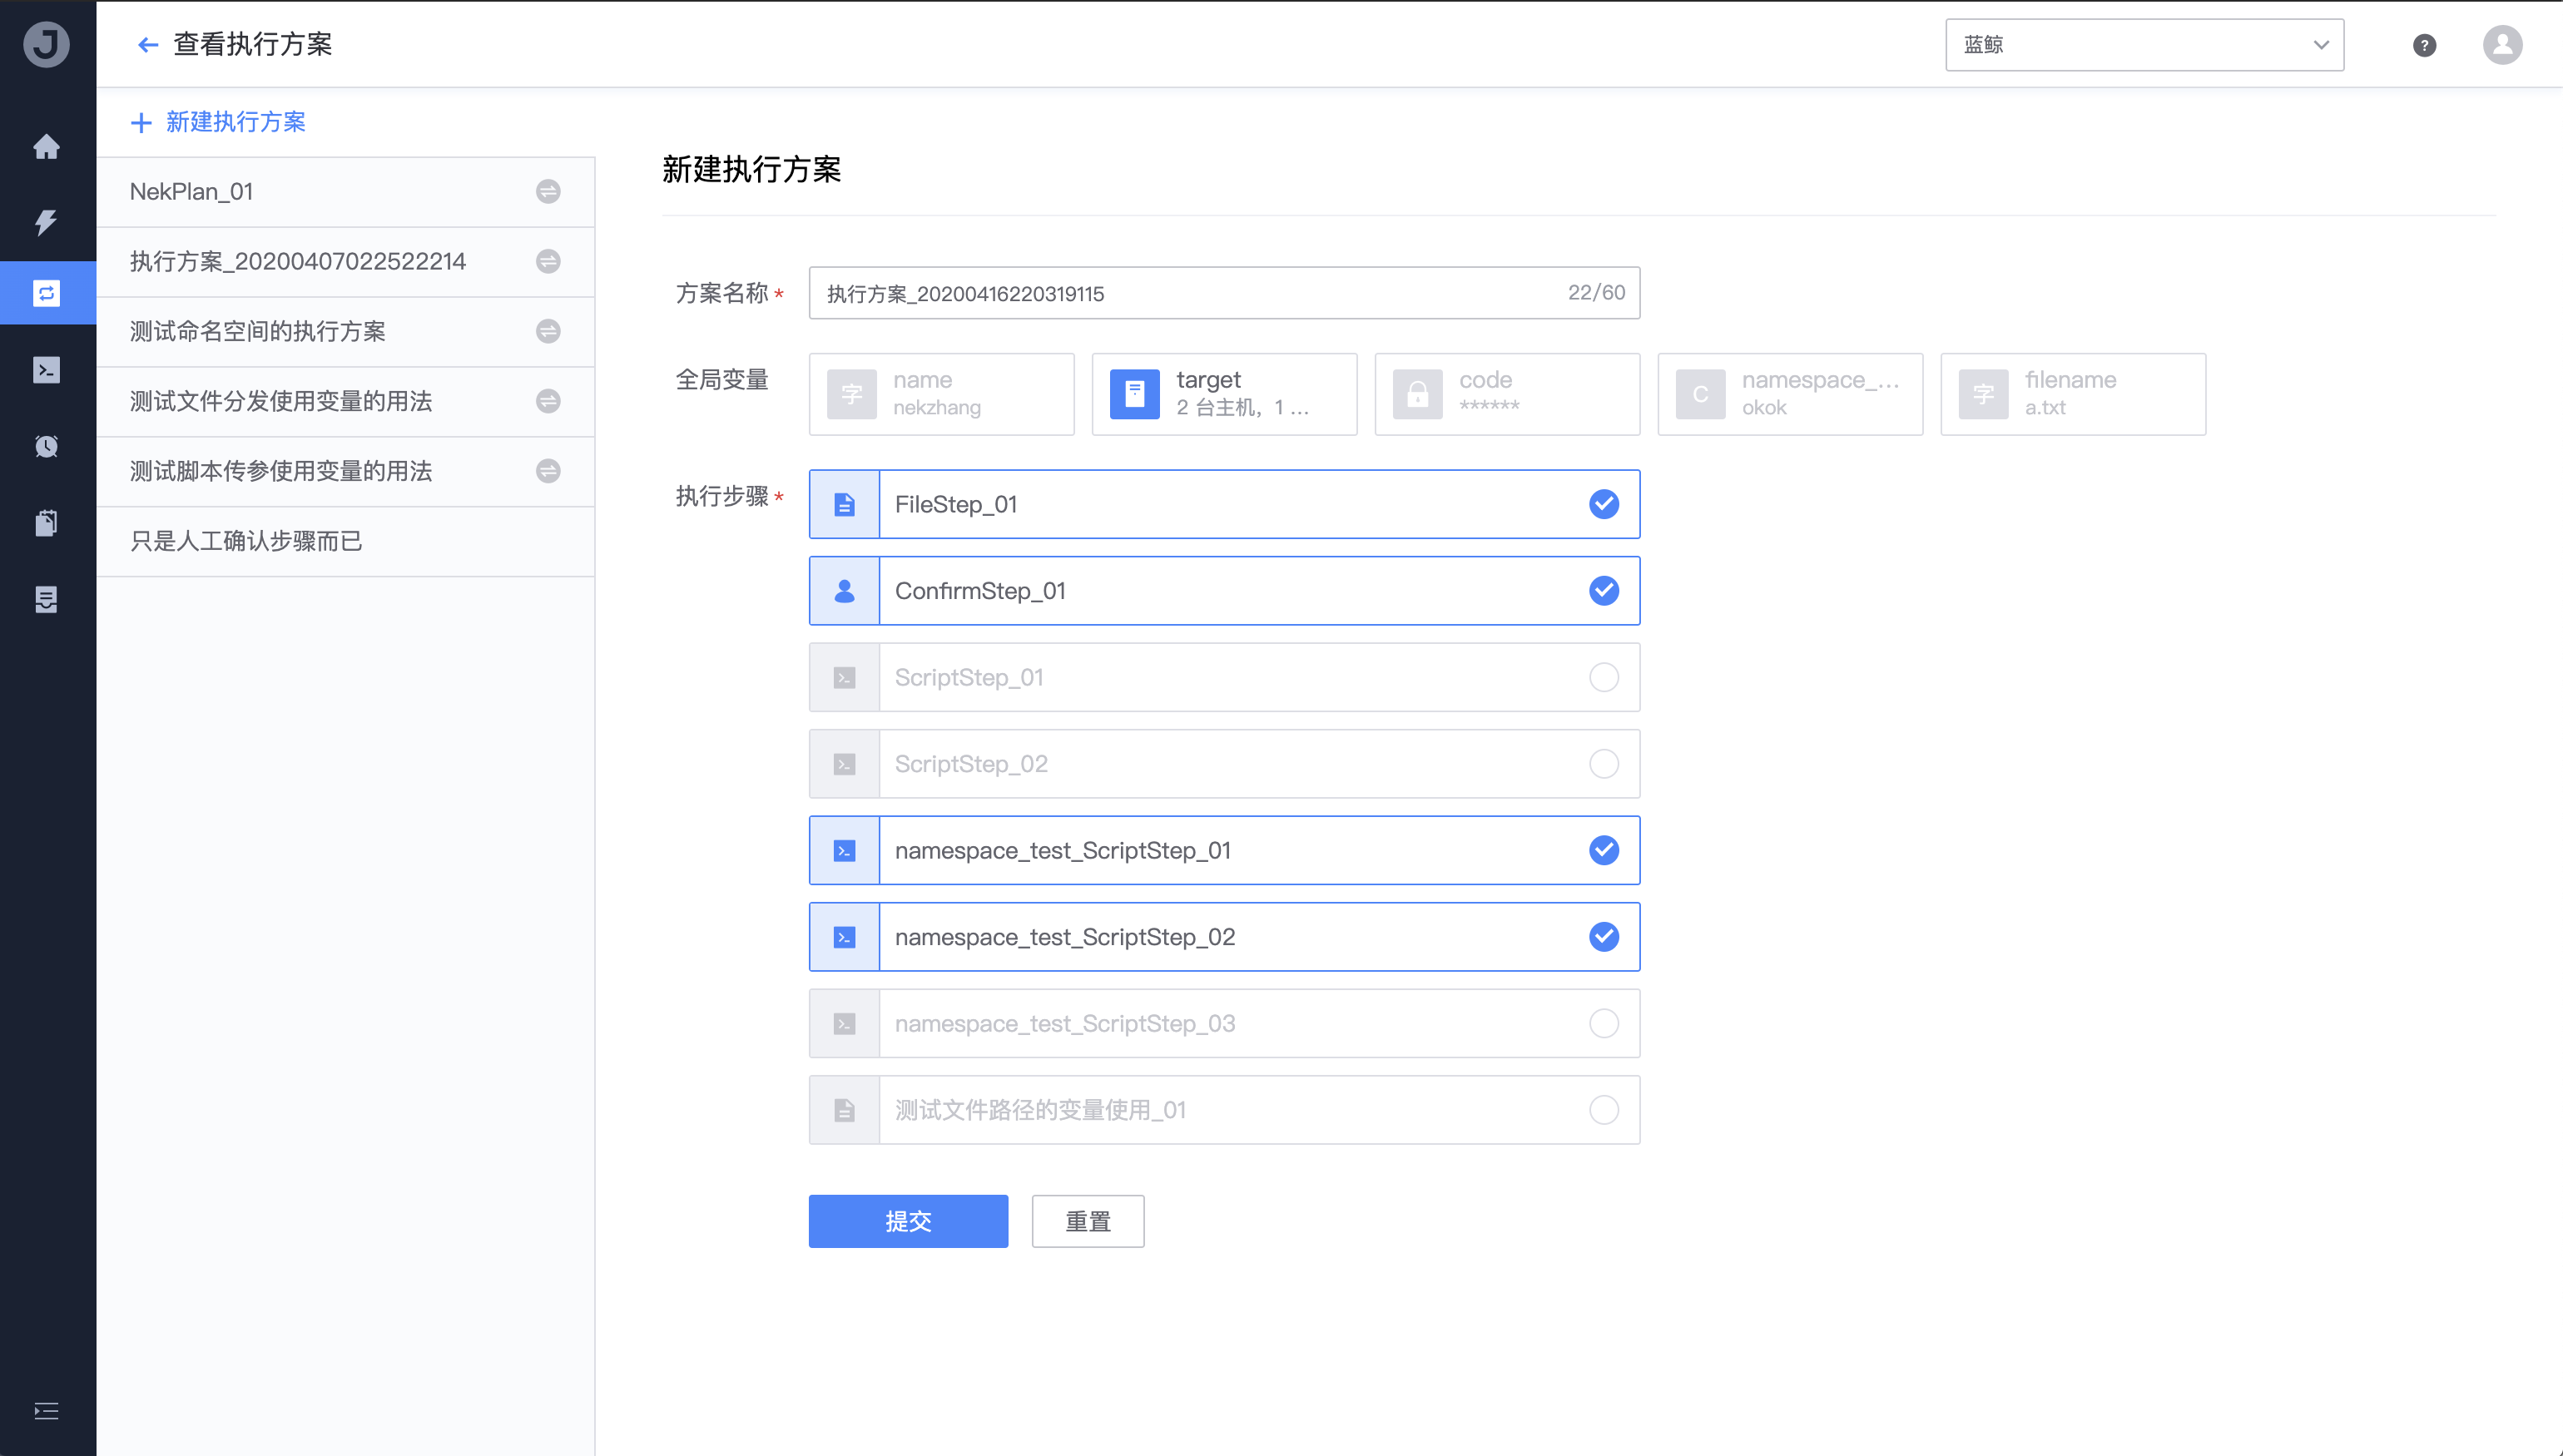 J
查看执行方案
蓝鲸
?
新建执行方案
NekPlan_01
执行方案_20200407022522214
测试命名空间的执行方案
测试文件分发使用变量的用法
测试脚本传参使用变量的用法
只是人工确认步骤而已
新建执行方案
方案名称*
执行方案_20200416220319115
22/60
全局变量
字
name
nekzhang
target
2 台主机，1 ...
code
******
C
namespace_...
okok
字
filename
a.txt
执行步骤*
FileStep_01
ConfirmStep_01
ScriptStep_01
ScriptStep_02
namespace_test_ScriptStep_01
namespace_test_ScriptStep_02
namespace_test_ScriptStep_03
测试文件路径的变量使用_01
提交
重置